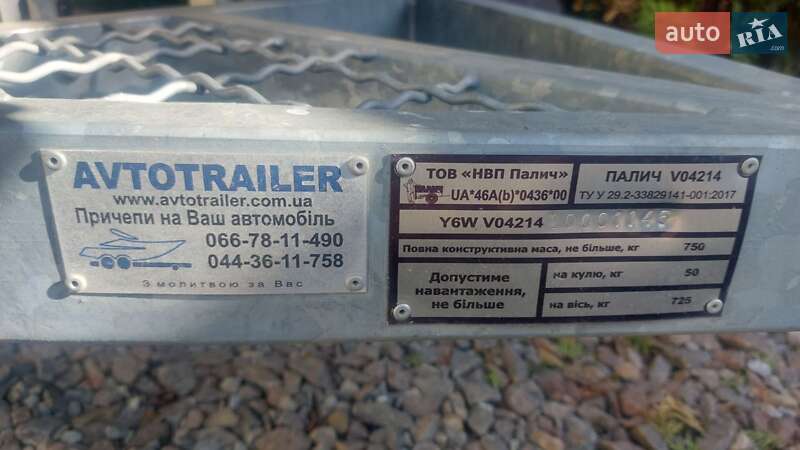 auto RIA.com
AVTOTRAILER
www.avtotrailer.com.ua
Причепи на Ваш автомобіль
066-78-11-490
044-36-11-758
З молитвою за Вас
ТОВ «НВП Палич»
UA*46A(b)*0436*00
ПАЛИЧ V04214
ТУ У 29.2-33829141-001:2017
Y6W V04214
Повна конструктивна маса, не більше, кг 750
Допустиме навантаження, не більше
на кулю, кг 50
на вісь, кг 725